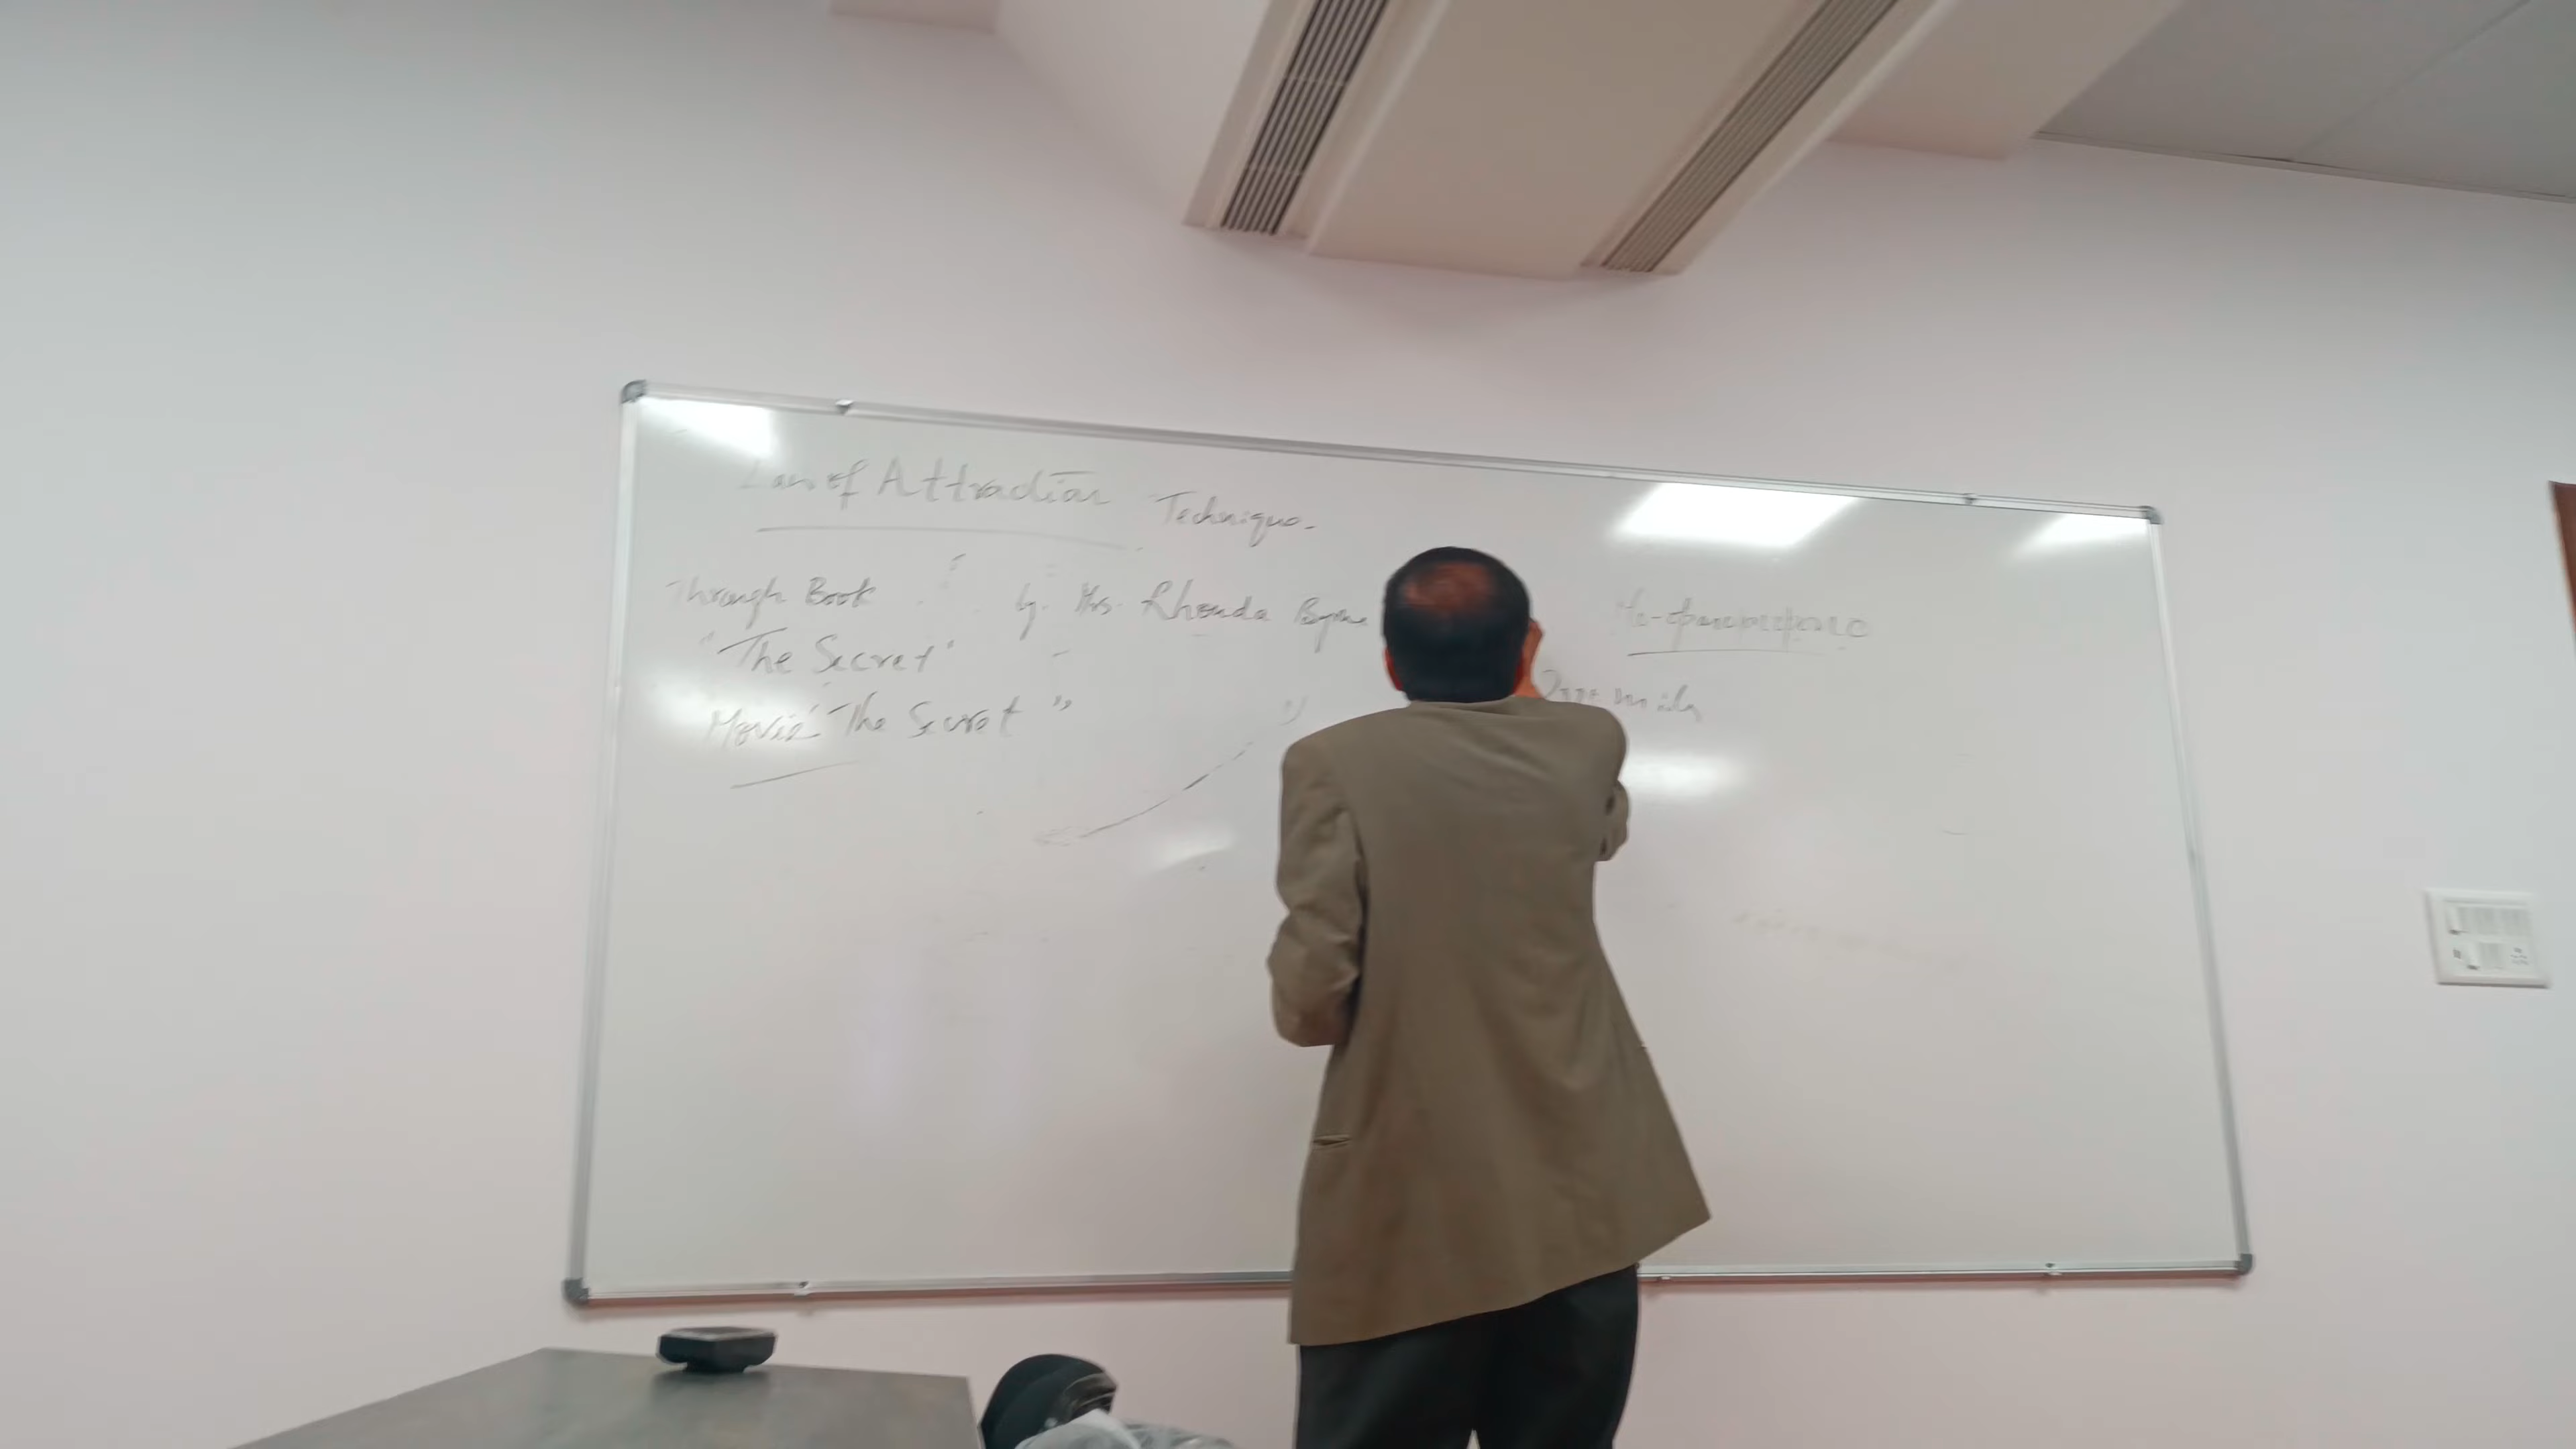 Law of Attraction Technique
Through Book by Mrs. Rhonda Byrne
"The Secret"
Movie "The Secret"